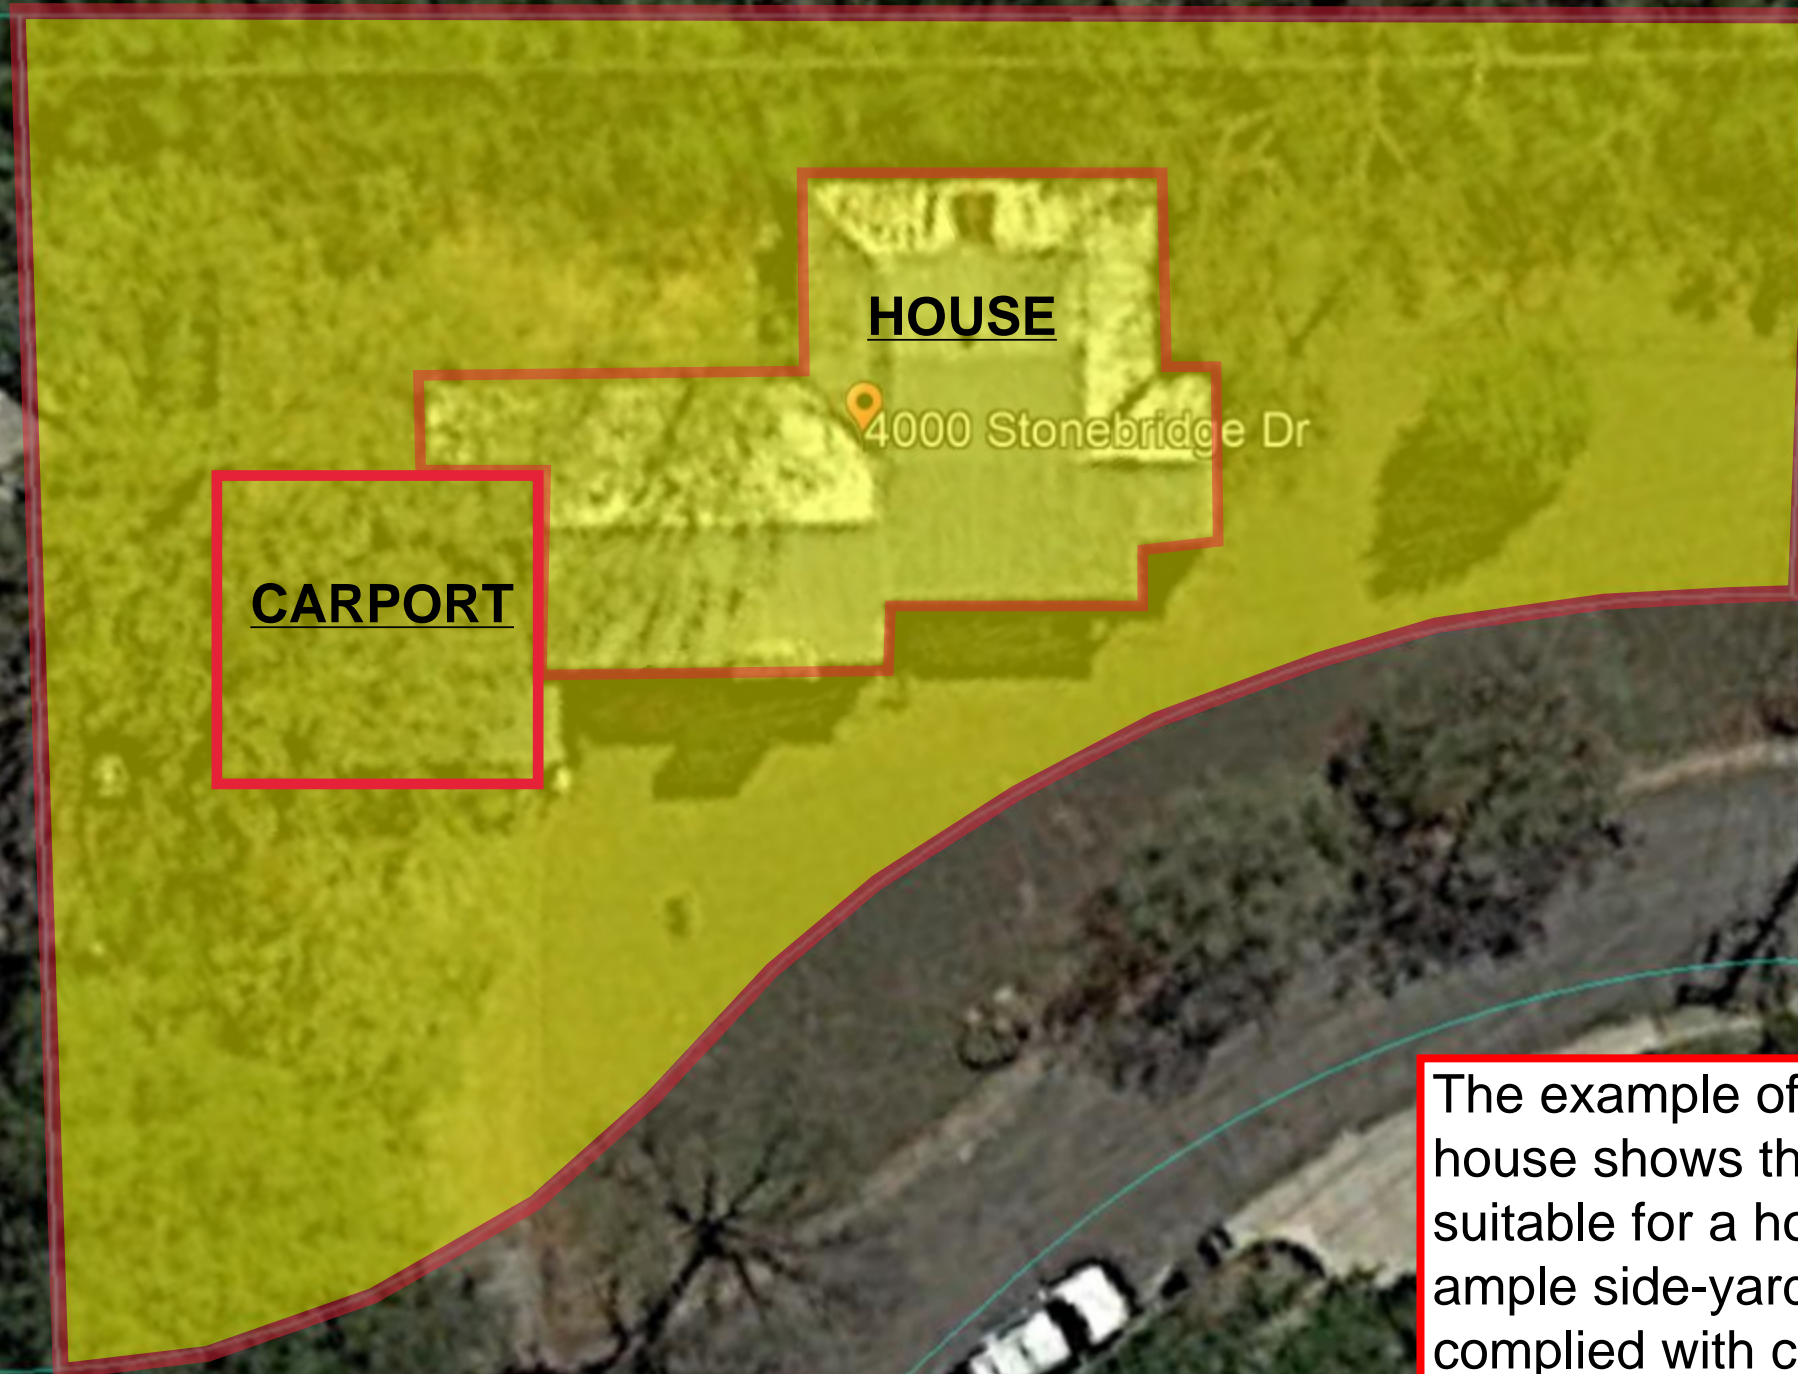 HOUSE
4000 Stonebridge Dr
CARPORT
The example of
house shows th
suitable for a ho
ample side-yard
complied with c